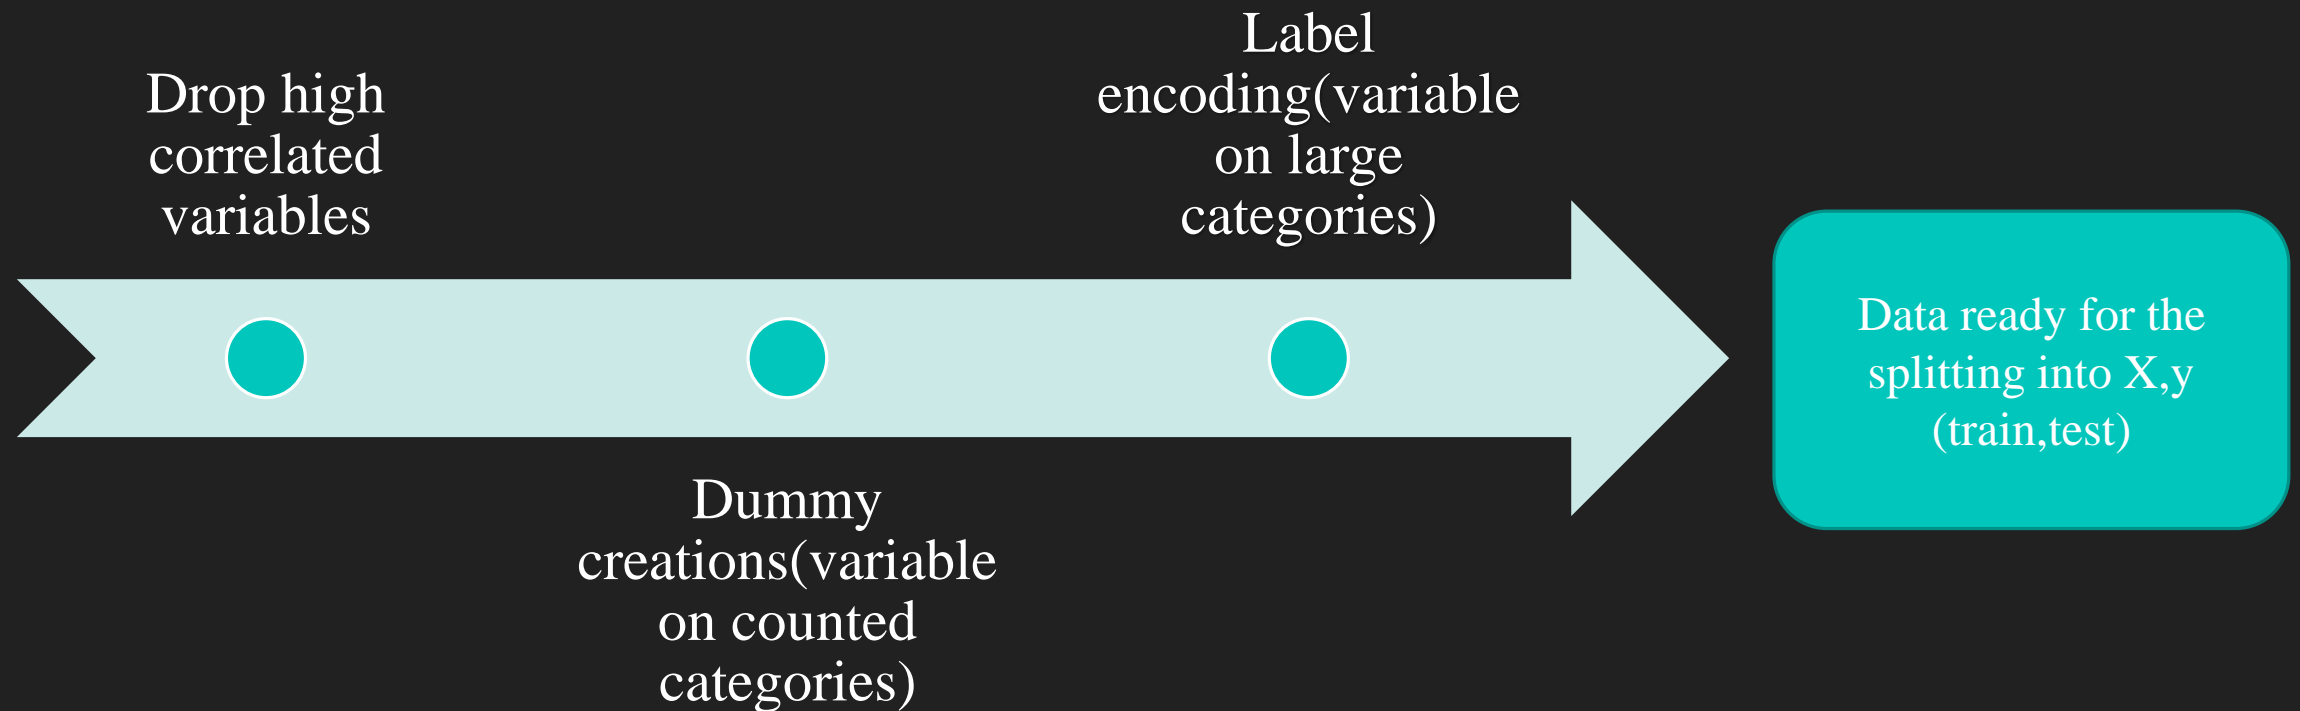 Drop high
correlated
variables
Dummy
creations(variable
on counted
categories)
Label
encoding(variable
on large
categories)
Data ready for the
splitting into X,y
(train,test)